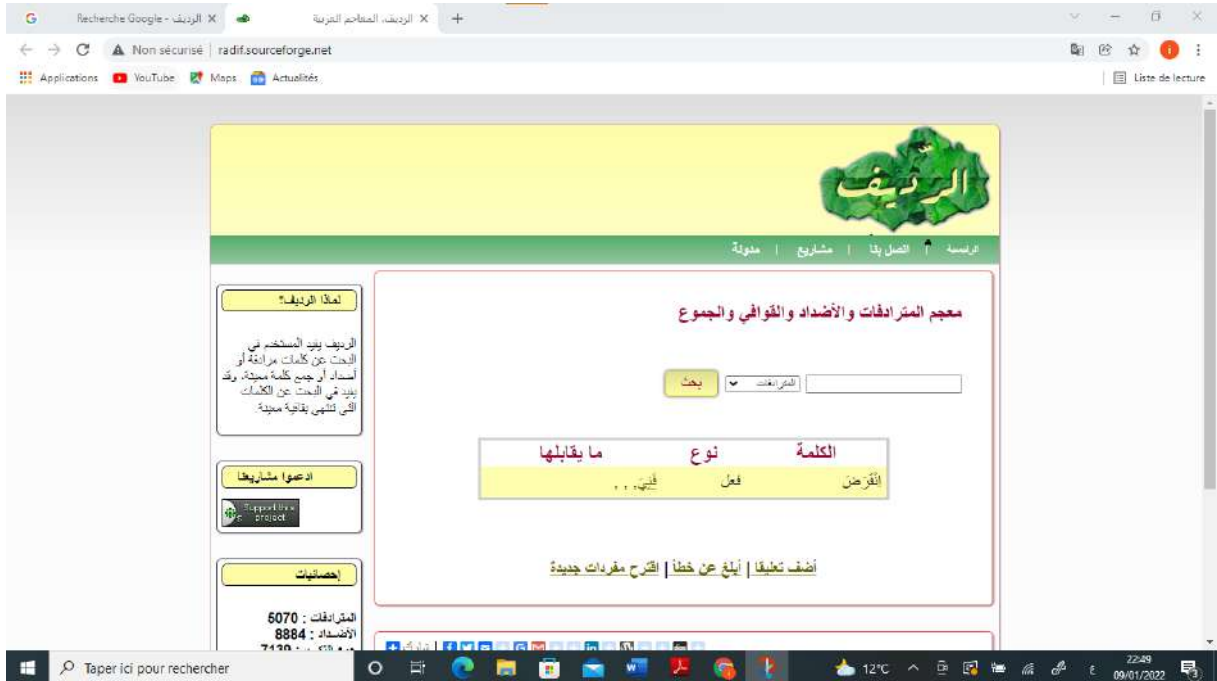 Recherche Google - الرديف
الرديف، المعاجم العربية
Non sécurisé | radif.sourceforge.net
Applications YouTube Maps Actualités Liste de lecture
الرّديف
الرئيسية | اتصل بنا | مشاريع | مدونة
معجم المترادفات والأضداد والقوافي والجموع
المترادفات بحث
الكلمة نوع ما يقابلها
انْقَرَضَ فعل فَنِيَ, , ,
أضف تعليقا | أبلغ عن خطأ | اقترح مفردات جديدة
لماذا الرديف؟
الرديف يفيد المستخدم في
البحث عن كلمات مرادفة أو
أضداد أو جمع كلمة معينة، وقد
يفيد في البحث عن الكلمات
التي تنتهي بقافية معينة
ادعموا مشاريعنا
Support this
project
إحصائيات
المترادفات : 5070
الأضداد : 8884
Taper ici pour rechercher
12°C
22:49
09/01/2022